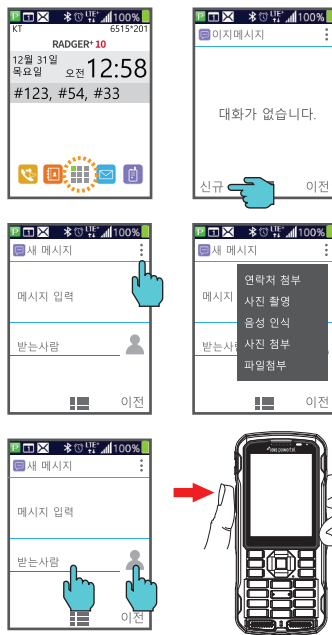 100%
KT 6515*201
RADGER+ 10
12월 31일
목요일 오전 12:58
#123, #54, #33
100%
이지메시지
대화가 없습니다.
신규 이전
100%
새 메시지
메시지 입력
받는사람
이전
100%
새 메시지
연락처 첨부
메시지 사진 촬영
음성 인식
받는사 사진 첨부
파일첨부
이전
100%
새 메시지
메시지 입력
받는사람
이전